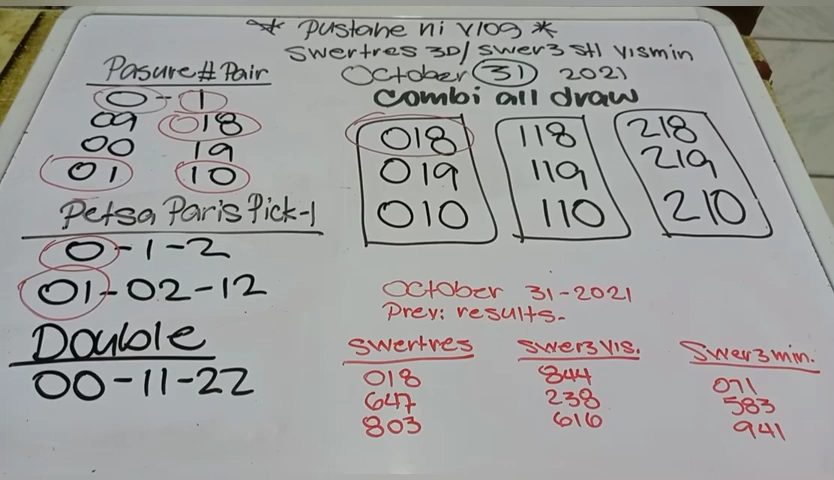 * Pustahe ni vlog *
Swertres 3D/swer3 stl vismin
October 31 2021
Combi all draw
Pasure # Pair
0 - 1
09 018
00 19
01 10
Petsa Paris Pick-1
0-1-2
01-02-12
Double
00-11-22
018 118 218
019 119 219
010 110 210
October 31-2021
Prev: results-
Swertres Swer3 vis. Swer3 min.
018 844 071
647 238 583
803 616 941